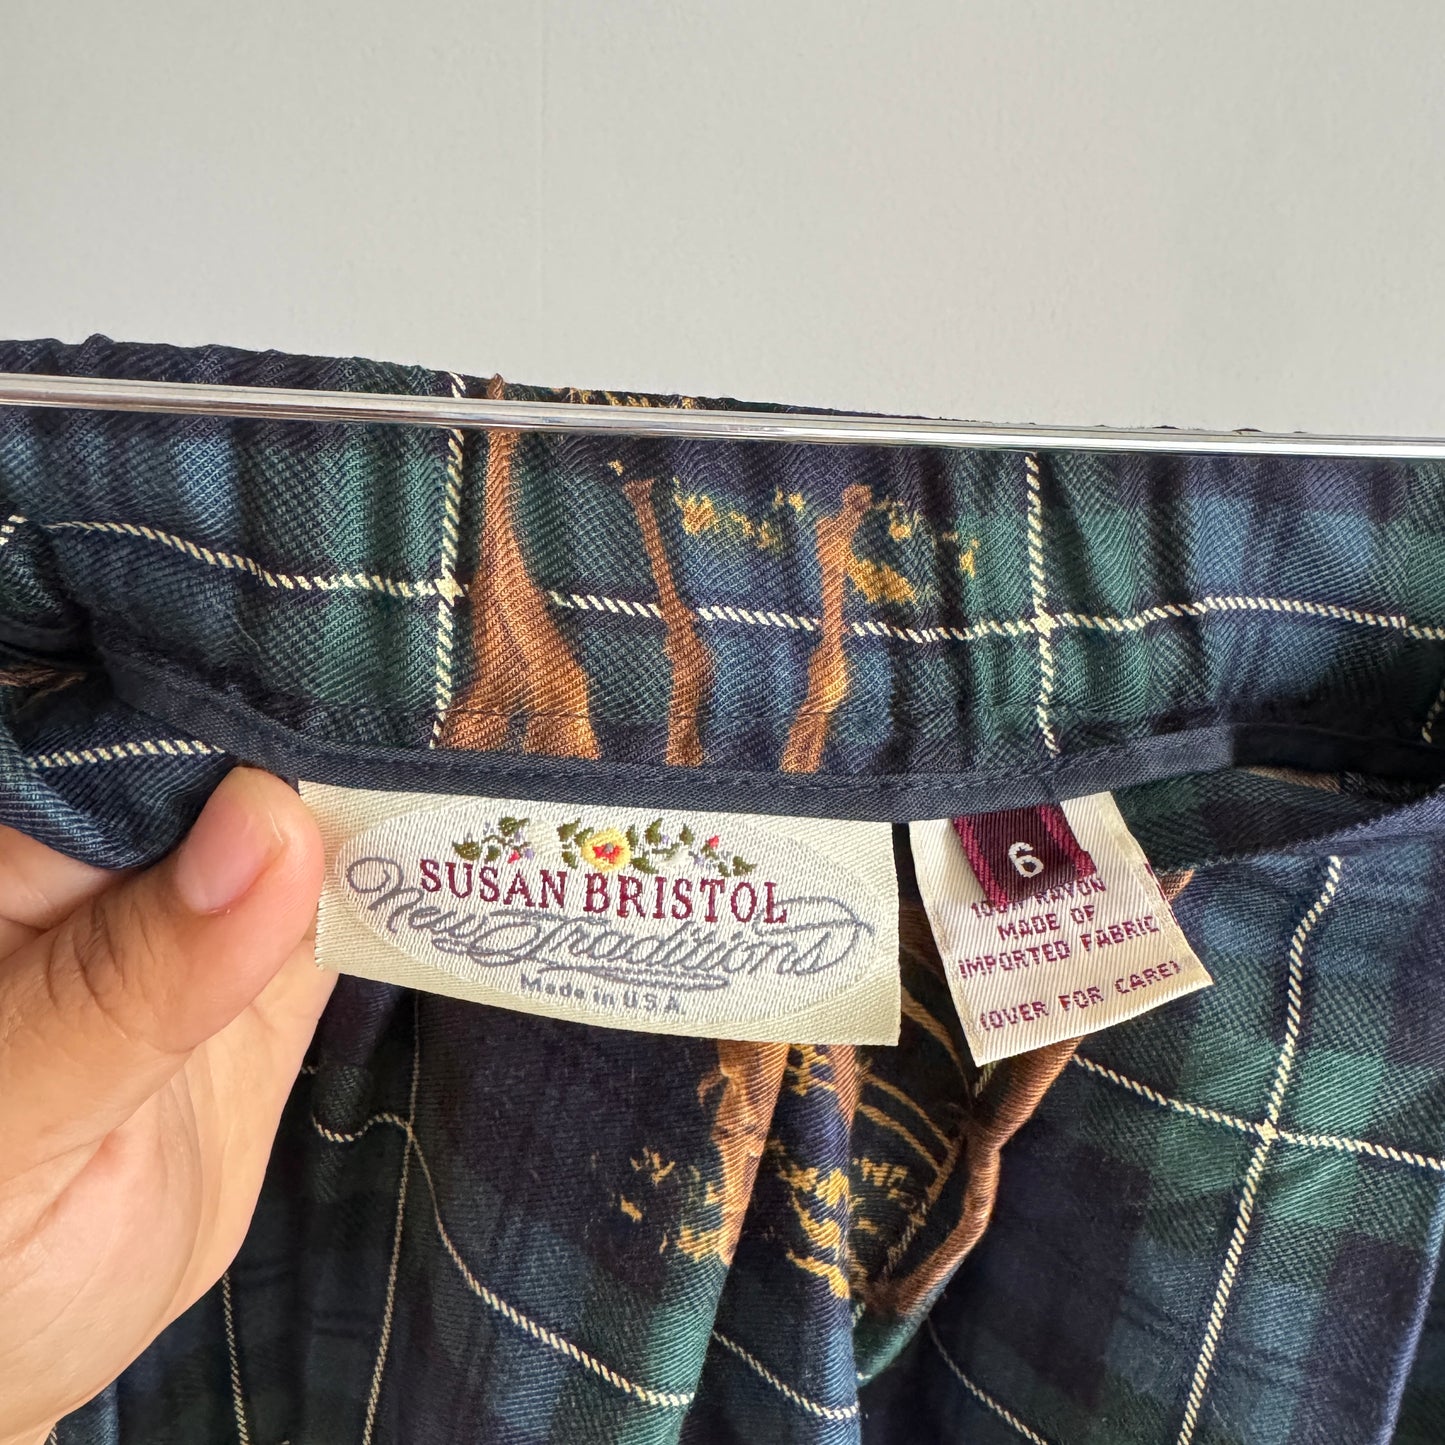 SUSAN BRISTOL
New Traditions
Made in U.S.A.
6
100% RAYON
MADE OF
IMPORTED FABRIC
(OVER FOR CARE)